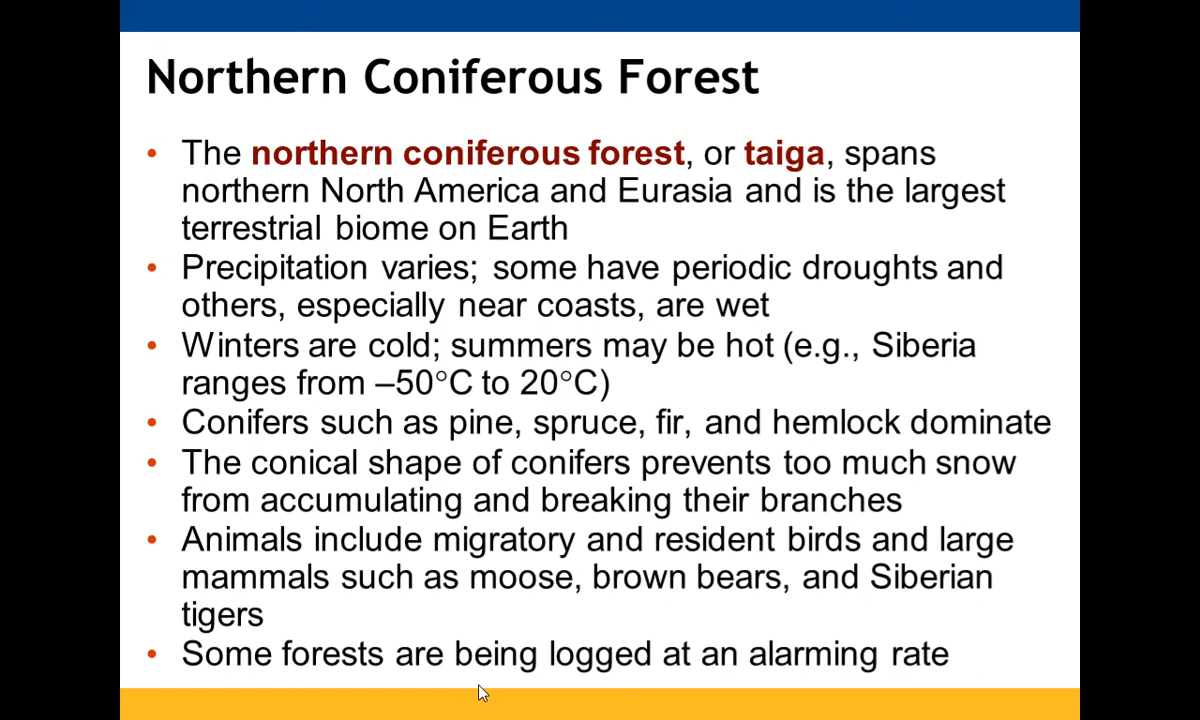 Northern Coniferous Forest
• The northern coniferous forest, or taiga, spans
northern North America and Eurasia and is the largest
terrestrial biome on Earth
• Precipitation varies; some have periodic droughts and
others, especially near coasts, are wet
• Winters are cold; summers may be hot (e.g., Siberia
ranges from –50°C to 20°C)
• Conifers such as pine, spruce, fir, and hemlock dominate
• The conical shape of conifers prevents too much snow
from accumulating and breaking their branches
• Animals include migratory and resident birds and large
mammals such as moose, brown bears, and Siberian
tigers
• Some forests are being logged at an alarming rate